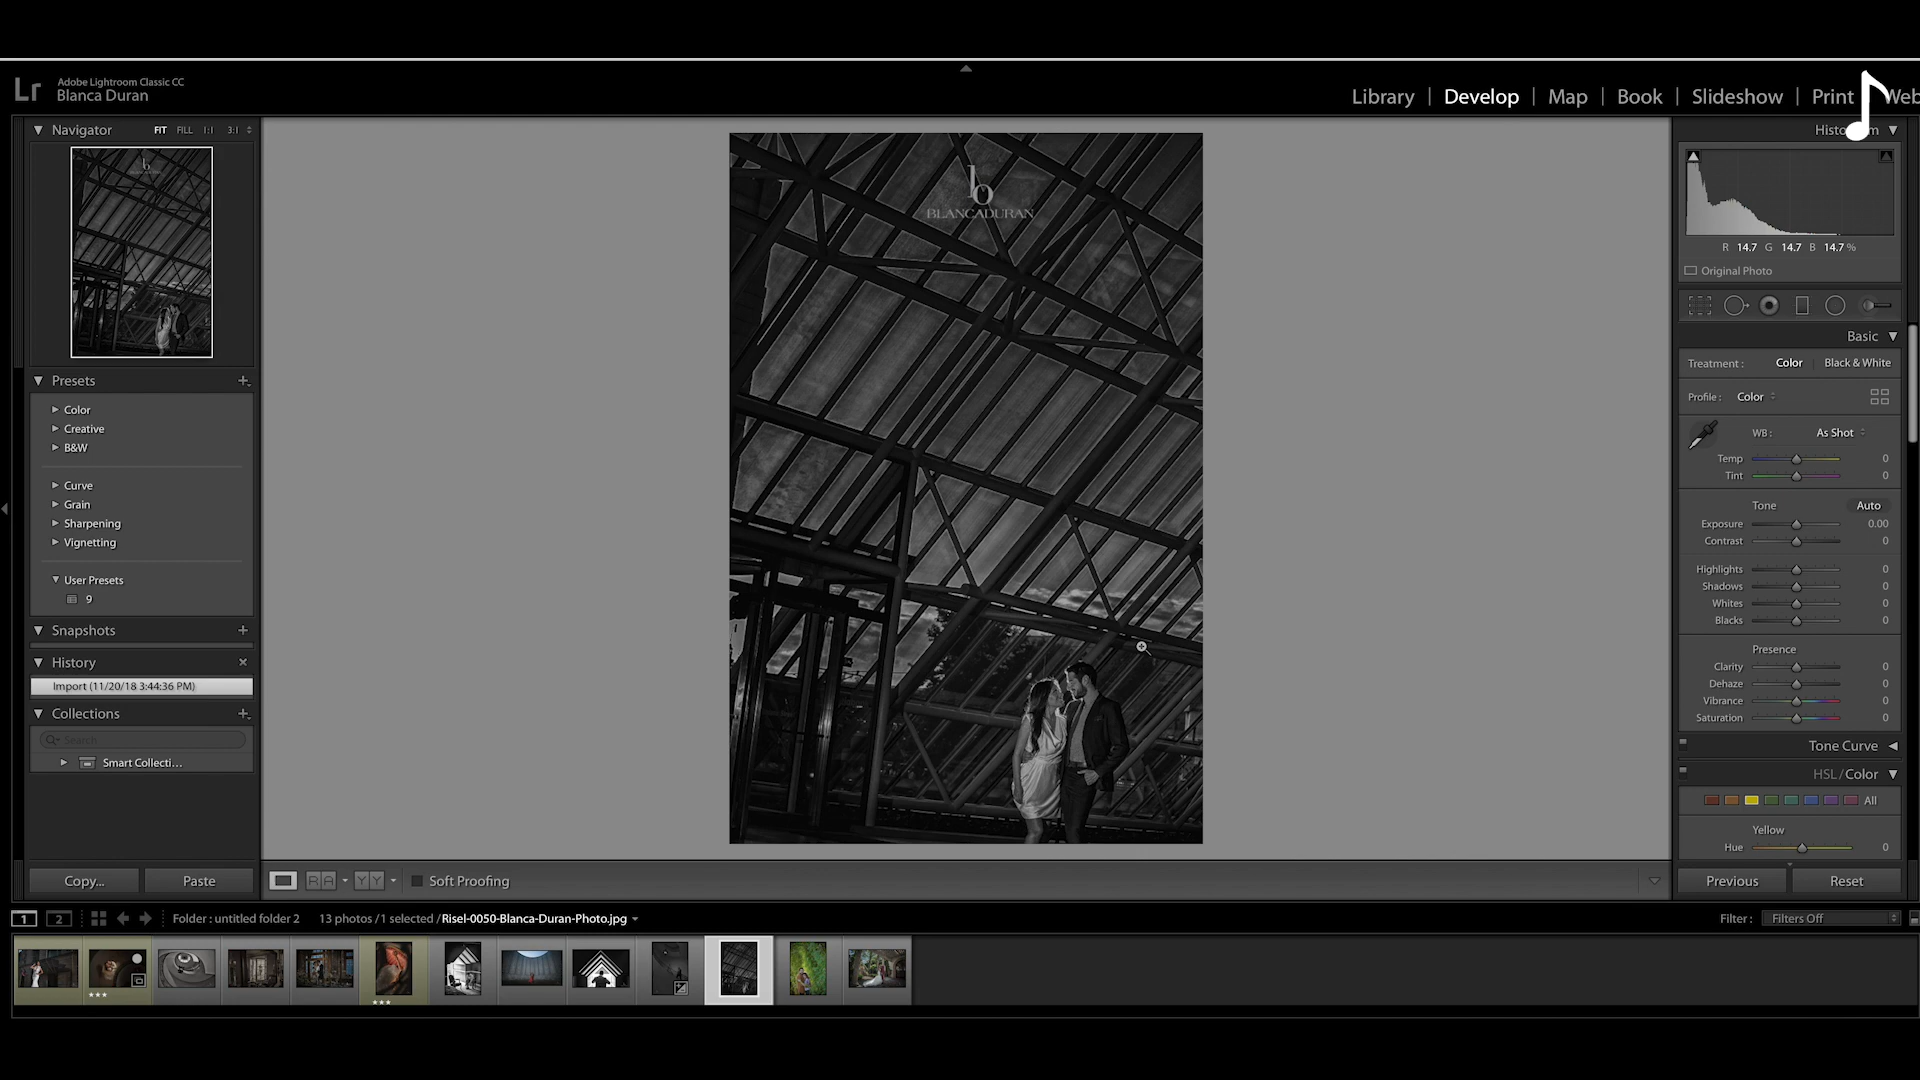 Lr
Adobe Lightroom Classic CC
Blanca Duran
Library | Develop | Map | Book | Slideshow | Print
Navigator FIT FILL 1:1 3:1
Presets
Color
Creative
B&W
Curve
Grain
Sharpening
Vignetting
User Presets
9
Snapshots
History
Import (11/20/18 3:44:36 PM)
Collections
Search
Smart Collecti...
Copy... Paste
b
BLANCADURAN
R 14.7 G 14.7 B 14.7 %
Original Photo
Basic
Treatment : Color Black & White
Profile : Color
WB : As Shot
Temp 0
Tint 0
Tone Auto
Exposure 0.00
Contrast 0
Highlights 0
Shadows 0
Whites 0
Blacks 0
Presence
Clarity 0
Dehaze 0
Vibrance 0
Saturation 0
Tone Curve
HSL / Color
All
Yellow
Hue 0
Previous Reset
RA YY Soft Proofing
1 2 Folder : untitled folder 2 13 photos / 1 selected / Risel-0050-Blanca-Duran-Photo.jpg
Filter : Filters Off